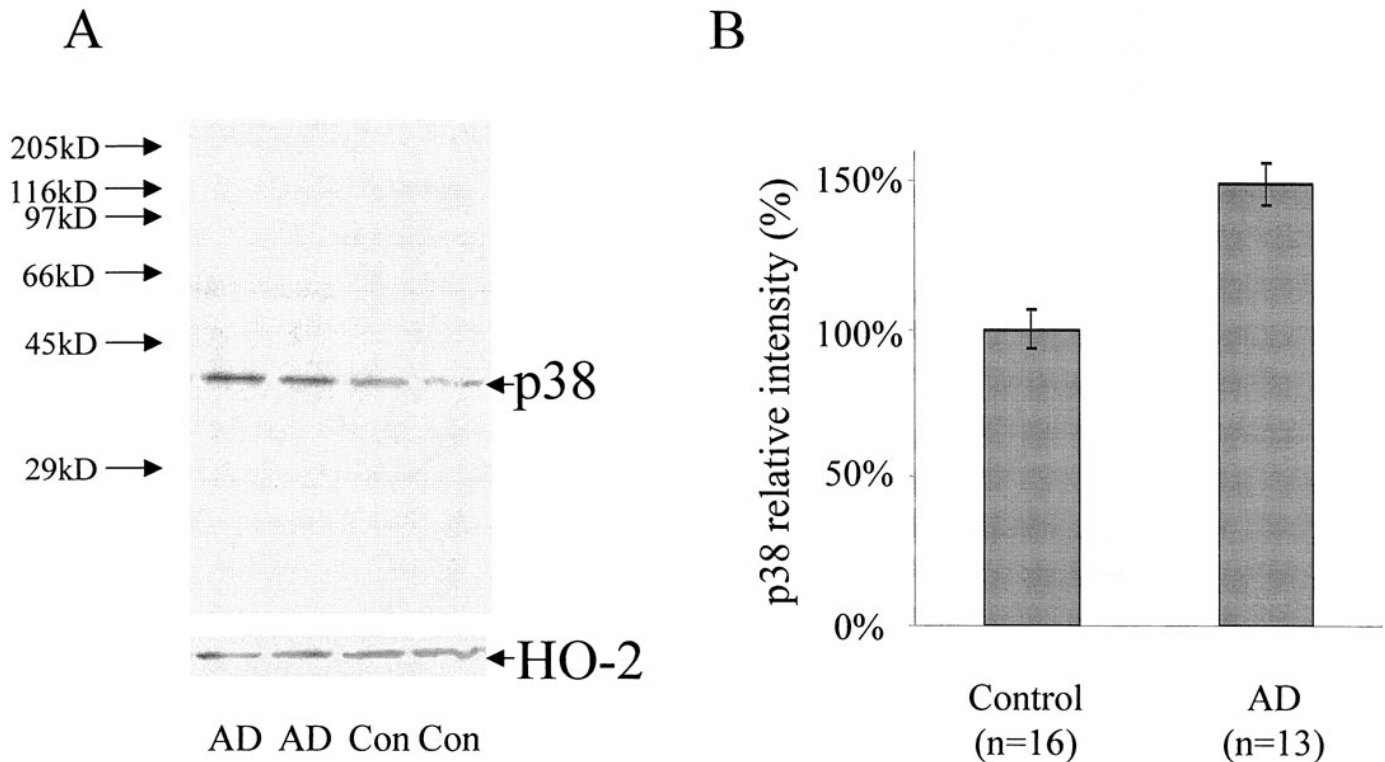 A
205kD
116kD
97kD
66kD
45kD
29kD
p38
HO-2
AD AD Con Con
B
p38 relative intensity (%)
150%
100%
50%
0%
Control
(n=16)
AD
(n=13)